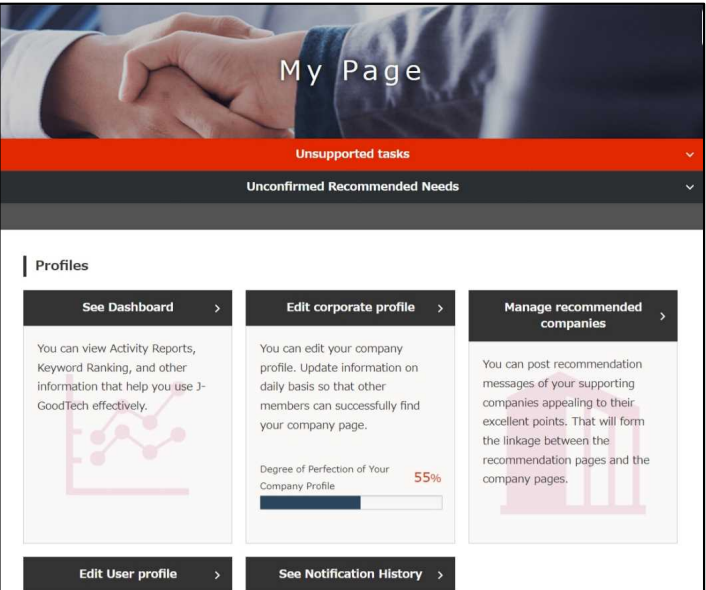 My Page
Unsupported tasks
Unconfirmed Recommended Needs
Profiles
See Dashboard
You can view Activity Reports,
Keyword Ranking, and other
information that help you use J-
GoodTech effectively.
Edit corporate profile
You can edit your company
profile. Update information on
daily basis so that other
members can successfully find
your company page.
Degree of Perfection of Your
Company Profile
55%
Manage recommended
companies
You can post recommendation
messages of your supporting
companies appealing to their
excellent points. That will form
the linkage between the
recommendation pages and the
company pages.
Edit User profile
See Notification History